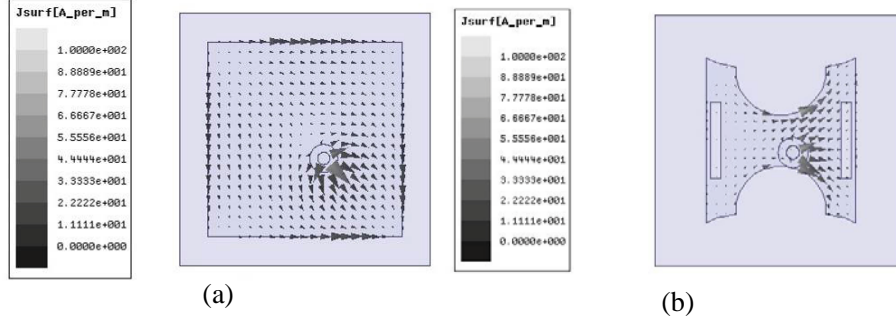 Jsurf[A_per_m]
1.0000e+002
8.8889e+001
7.7778e+001
6.6667e+001
5.5556e+001
4.4444e+001
3.3333e+001
2.2222e+001
1.1111e+001
0.0000e+000
(a)
Jsurf[A_per_m]
1.0000e+002
8.8889e+001
7.7778e+001
6.6667e+001
5.5556e+001
4.4444e+001
3.3333e+001
2.2222e+001
1.1111e+001
0.0000e+000
(b)